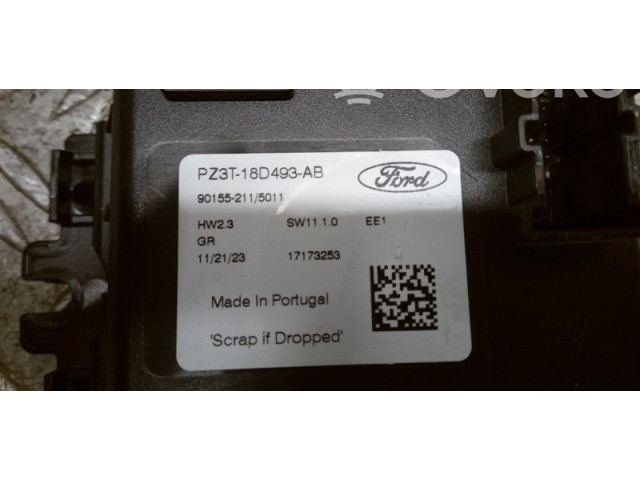 PZ3T-18D493-AB
Ford
90155-211/5011
HW2.3 SW11.1.0 EE1
GR
11/21/23 17173253
Made In Portugal
'Scrap if Dropped'